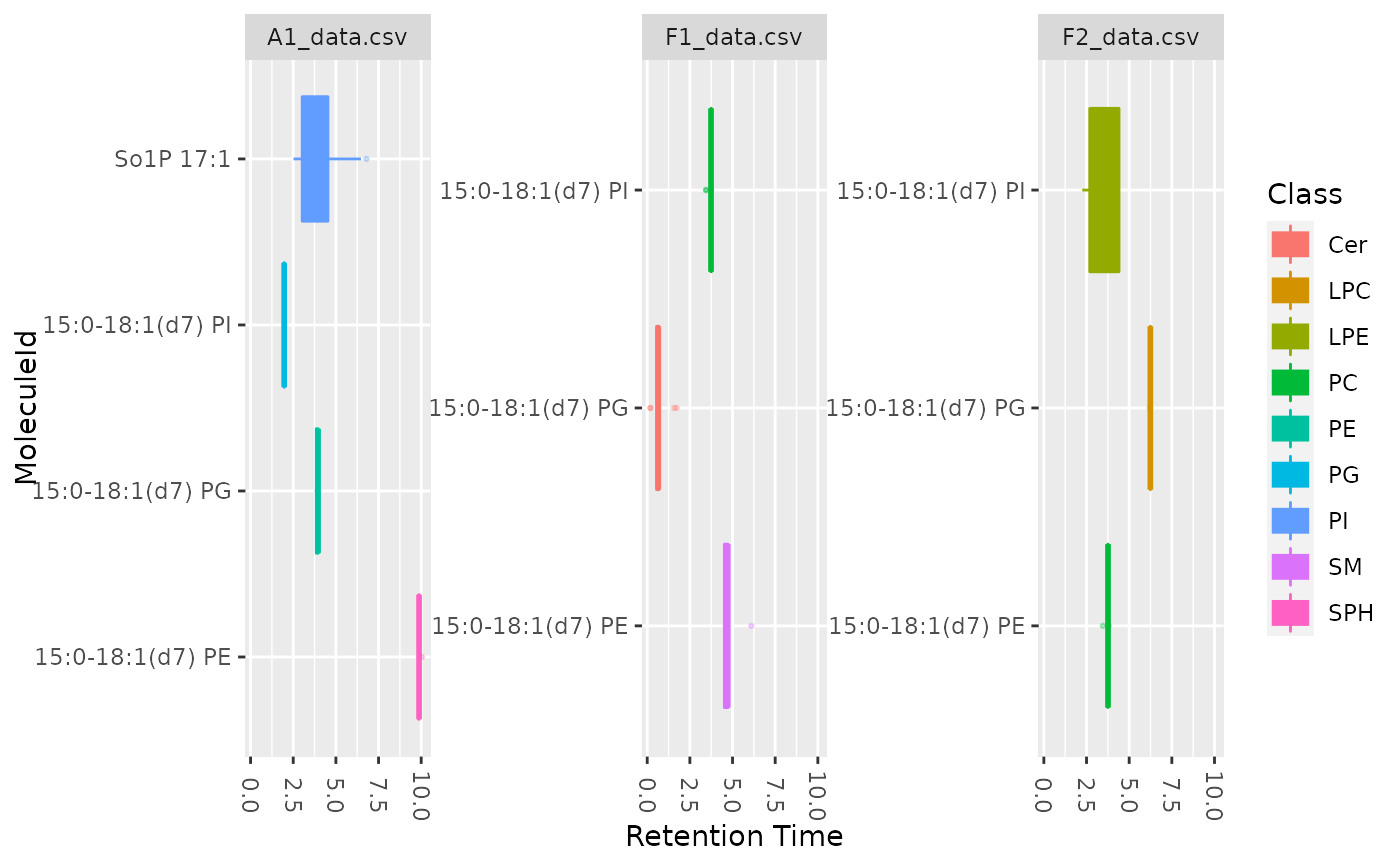 A1_data.csv
F1_data.csv
F2_data.csv
MoleculeId
So1P 17:1
15:0-18:1(d7) PI
15:0-18:1(d7) PG
15:0-18:1(d7) PE
15:0-18:1(d7) PI
15:0-18:1(d7) PG
15:0-18:1(d7) PE
15:0-18:1(d7) PI
15:0-18:1(d7) PG
15:0-18:1(d7) PE
0.0
2.5
5.0
7.5
10.0
0.0
2.5
5.0
7.5
10.0
0.0
2.5
5.0
7.5
10.0
Retention Time
Class
Cer
LPC
LPE
PC
PE
PG
PI
SM
SPH